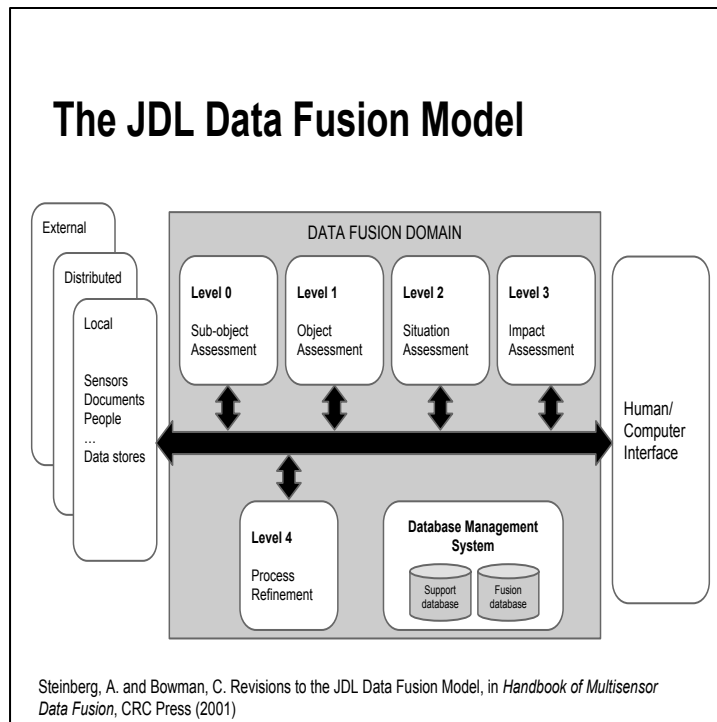 The JDL Data Fusion Model
External
Distributed
Local
Sensors
Documents
People
...
Data stores
DATA FUSION DOMAIN
Level 0
Sub-object
Assessment
Level 1
Object
Assessment
Level 2
Situation
Assessment
Level 3
Impact
Assessment
Human/
Computer
Interface
Level 4
Process
Refinement
Database Management
System
Support
database
Fusion
database
Steinberg, A. and Bowman, C. Revisions to the JDL Data Fusion Model, in Handbook of Multisensor
Data Fusion, CRC Press (2001)